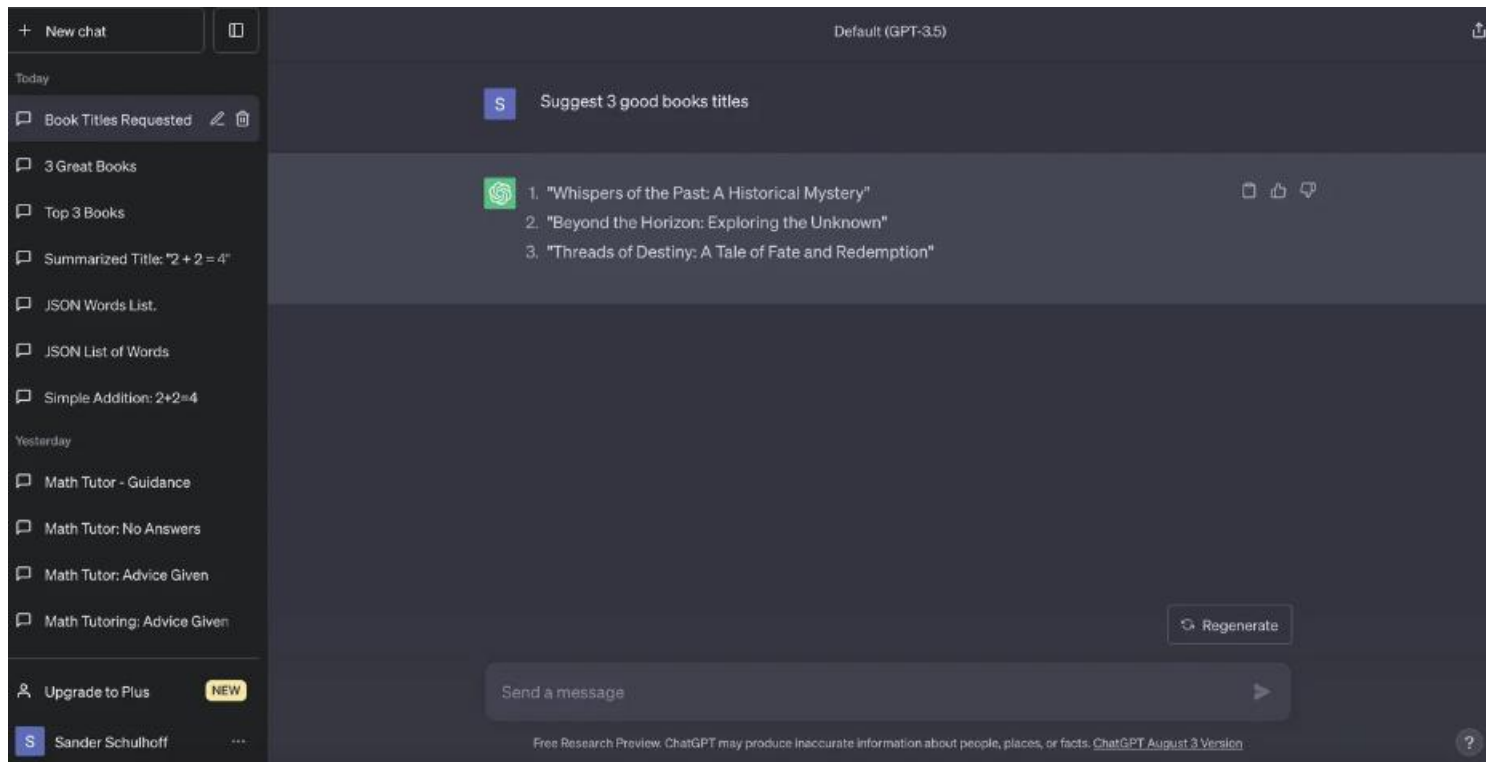 + New chat
Today
Book Titles Requested
3 Great Books
Top 3 Books
Summarized Title: "2 + 2 = 4"
JSON Words List.
JSON List of Words
Simple Addition: 2+2=4
Yesterday
Math Tutor - Guidance
Math Tutor: No Answers
Math Tutor: Advice Given
Math Tutoring: Advice Given
Upgrade to Plus NEW
S Sander Schulhoff ...
Default (GPT-3.5)
S Suggest 3 good books titles
1. "Whispers of the Past: A Historical Mystery"
2. "Beyond the Horizon: Exploring the Unknown"
3. "Threads of Destiny: A Tale of Fate and Redemption"
Regenerate
Send a message
Free Research Preview. ChatGPT may produce inaccurate information about people, places, or facts. ChatGPT August 3 Version
?